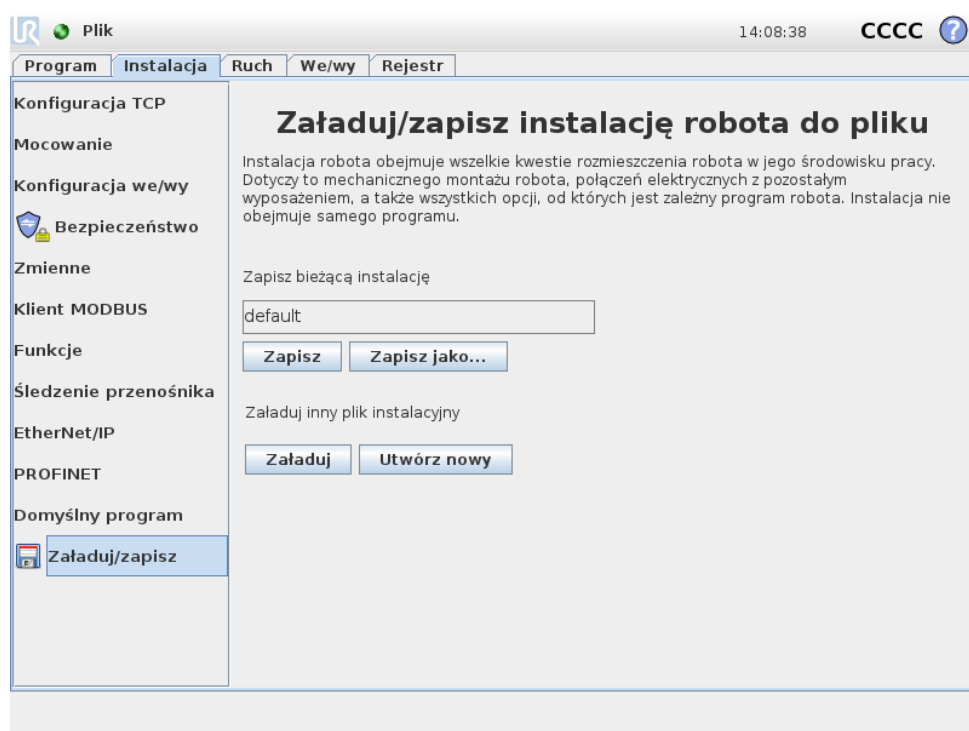 UR Plik 14:08:38 CCCC ?
Program Instalacja Ruch We/wy Rejestr
Konfiguracja TCP
Mocowanie
Konfiguracja we/wy
Bezpieczeństwo
Zmienne
Klient MODBUS
Funkcje
Śledzenie przenośnika
EtherNet/IP
PROFINET
Domyślny program
Załaduj/zapisz
Załaduj/zapisz instalację robota do pliku
Instalacja robota obejmuje wszelkie kwestie rozmieszczenia robota w jego środowisku pracy.
Dotyczy to mechanicznego montażu robota, połączeń elektrycznych z pozostałym
wyposażeniem, a także wszystkich opcji, od których jest zależny program robota. Instalacja nie
obejmuje samego programu.
Zapisz bieżącą instalację
default
Zapisz Zapisz jako...
Załaduj inny plik instalacyjny
Załaduj Utwórz nowy